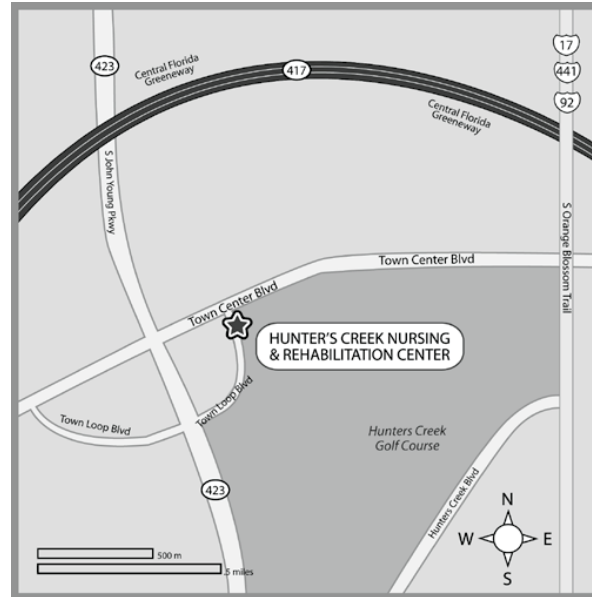 17
423
441
Central Florida
Greeneway
417
92
Central Florida
Greeneway
S John Young Pkwy
S Orange Blossom Trail
Town Center Blvd
Town Center Blvd
HUNTER'S CREEK NURSING
& REHABILITATION CENTER
Town Loop Blvd
Town Loop Blvd
Hunters Creek
Golf Course
Hunters Creek Blvd
423
N
W
E
S
500 m
.5 miles